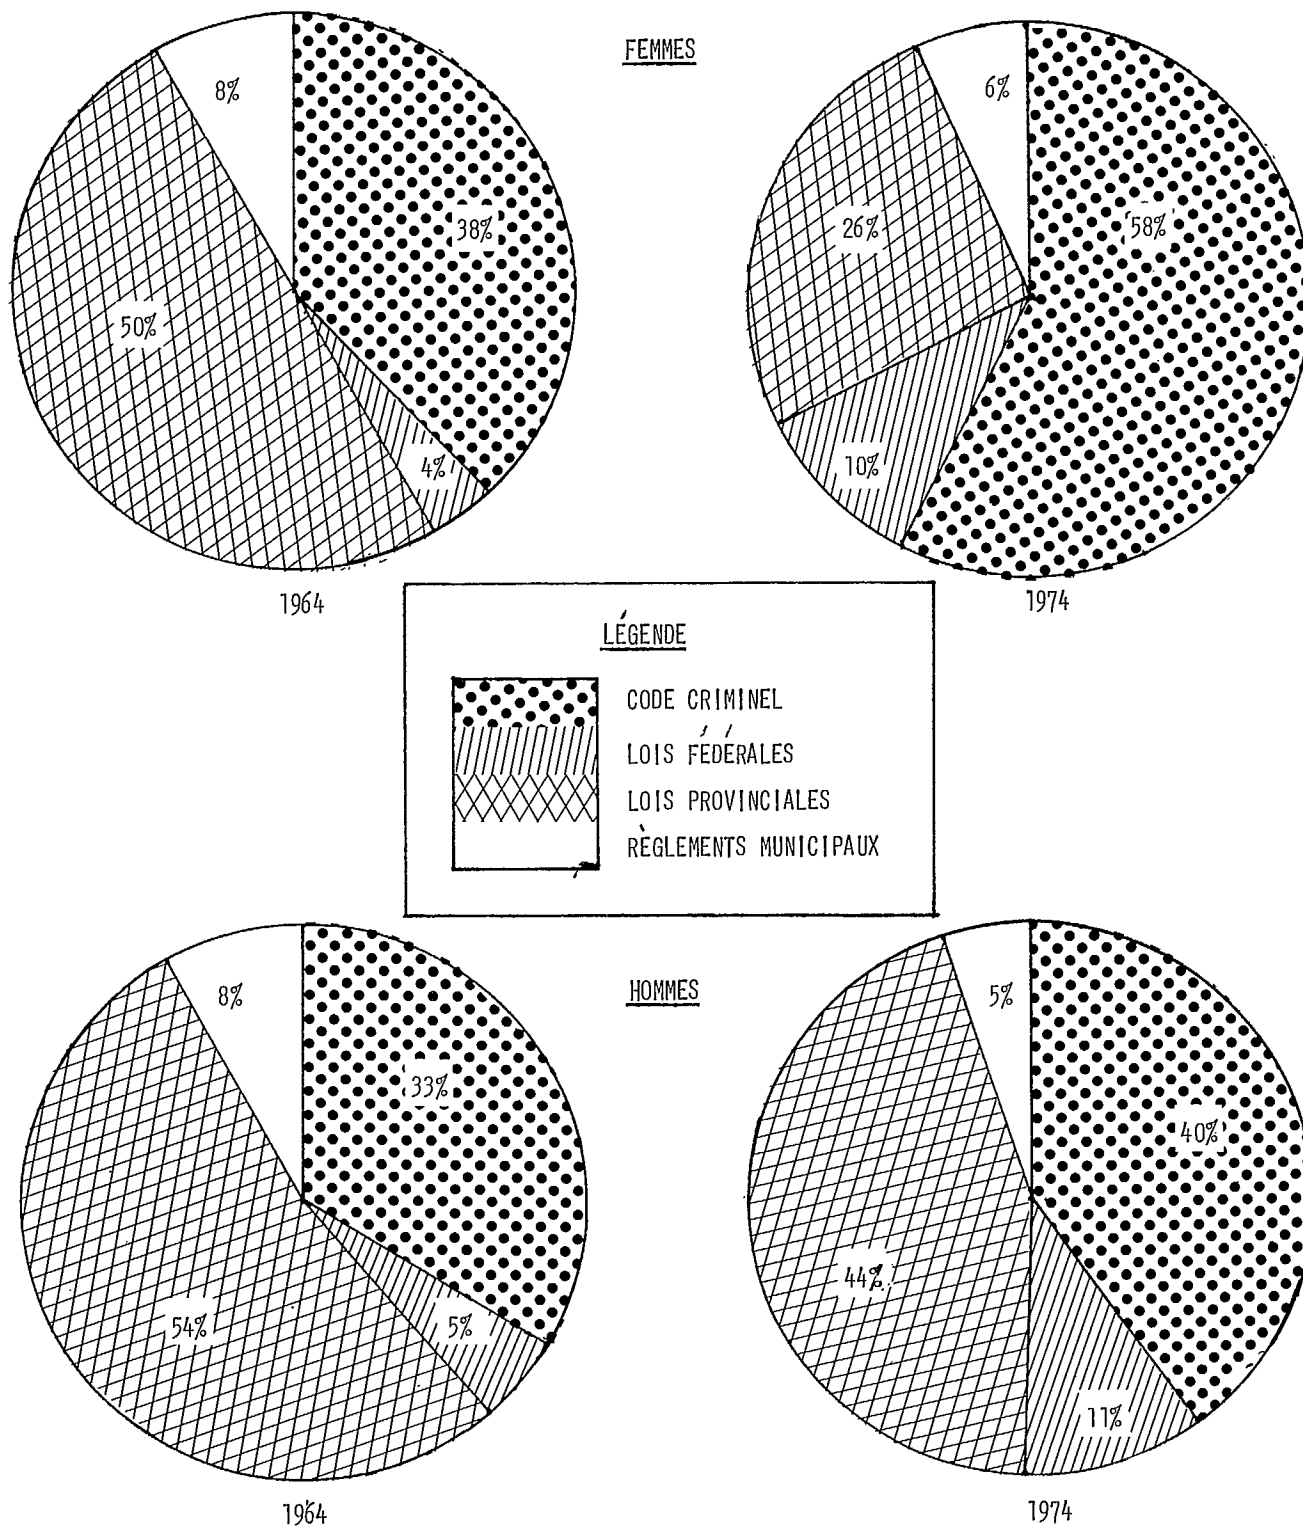 FEMMES
8%
38%
50%
4%
1964
6%
58%
26%
10%
1974
LÉGENDE
CODE CRIMINEL
LOIS FÉDÉRALES
LOIS PROVINCIALES
RÈGLEMENTS MUNICIPAUX
HOMMES
8%
33%
54%
5%
1964
5%
40%
44%
11%
1974